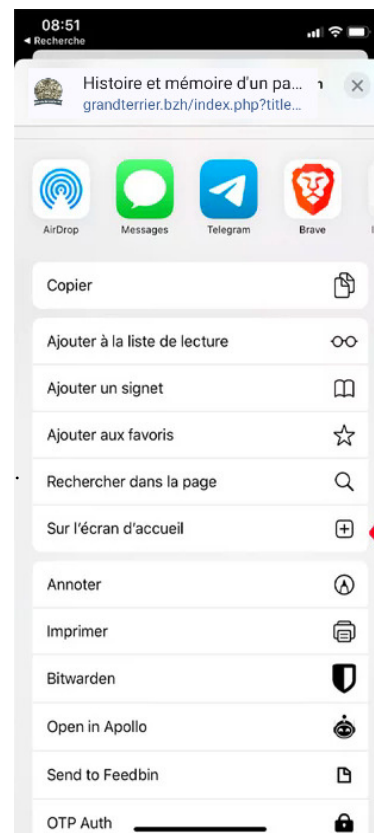 08:51
◀ Recherche
Histoire et mémoire d'un pa...
grandterrier.bzh/index.php?title...
AirDrop
Messages
Telegram
Brave
Copier
Ajouter à la liste de lecture
Ajouter un signet
Ajouter aux favoris
Rechercher dans la page
Sur l'écran d'accueil
Annoter
Imprimer
Bitwarden
Open in Apollo
Send to Feedbin
OTP Auth